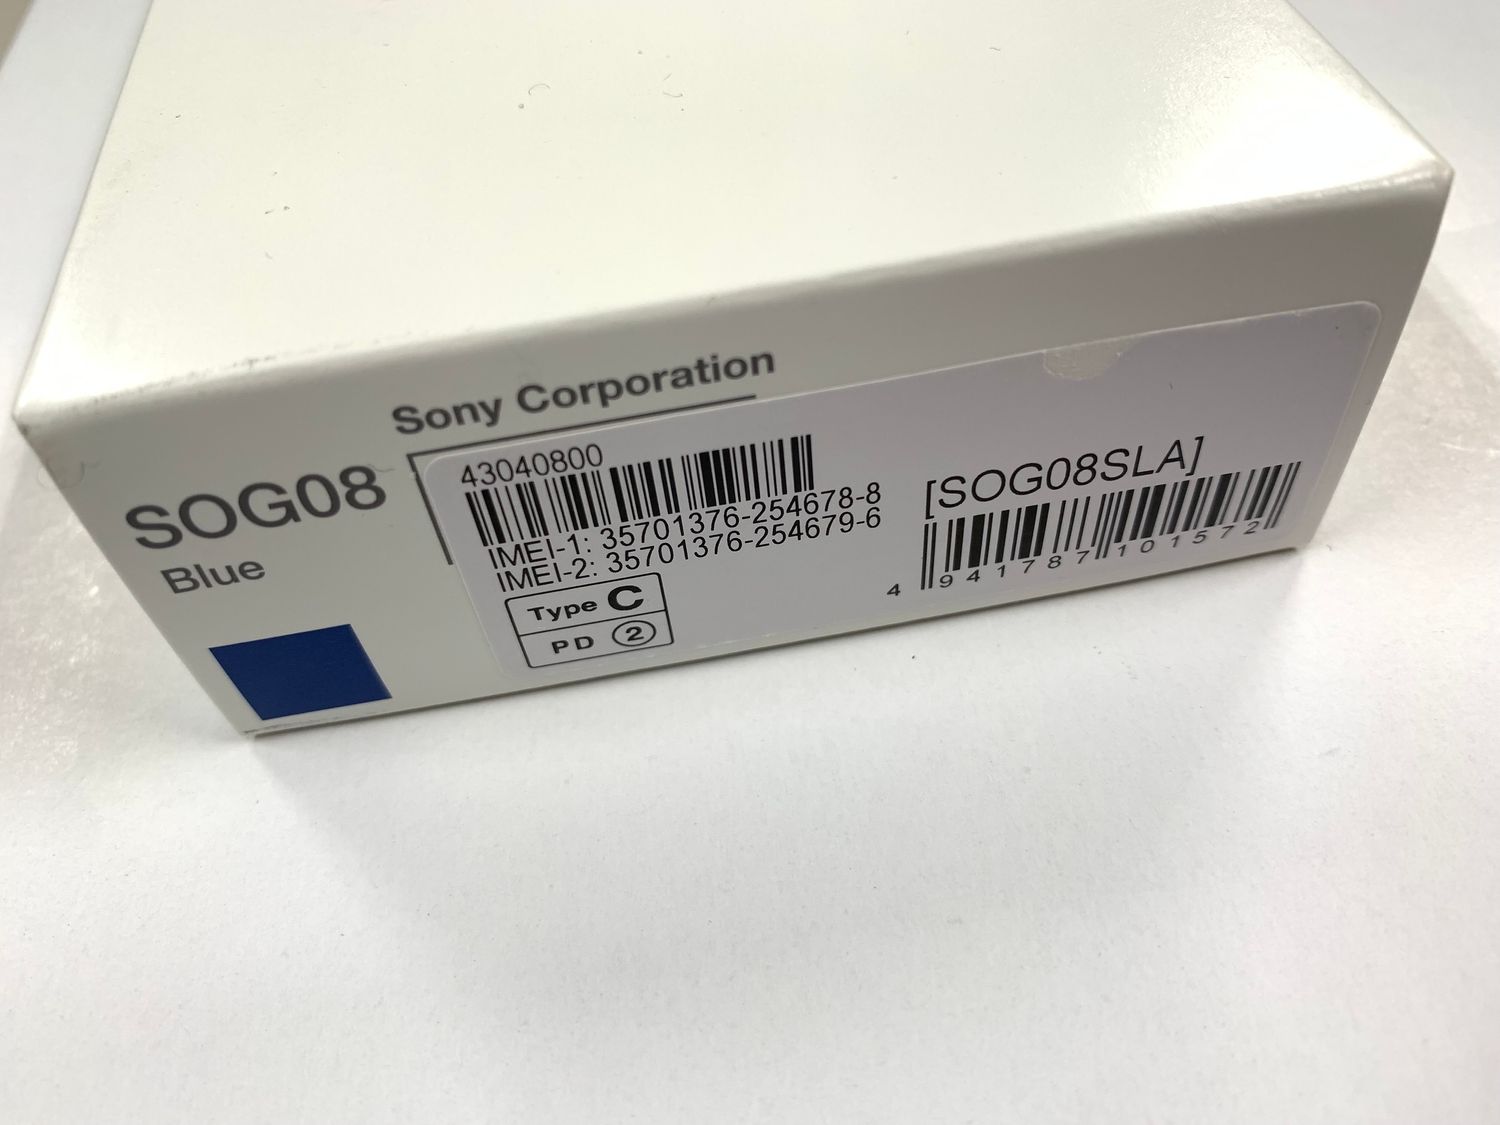 Sony Corporation
SOG08
Blue
43040800
IMEI-1: 35701376-254678-8
IMEI-2: 35701376-254679-6
Type C
PD ②
[SOG08SLA]
4 941787 101572